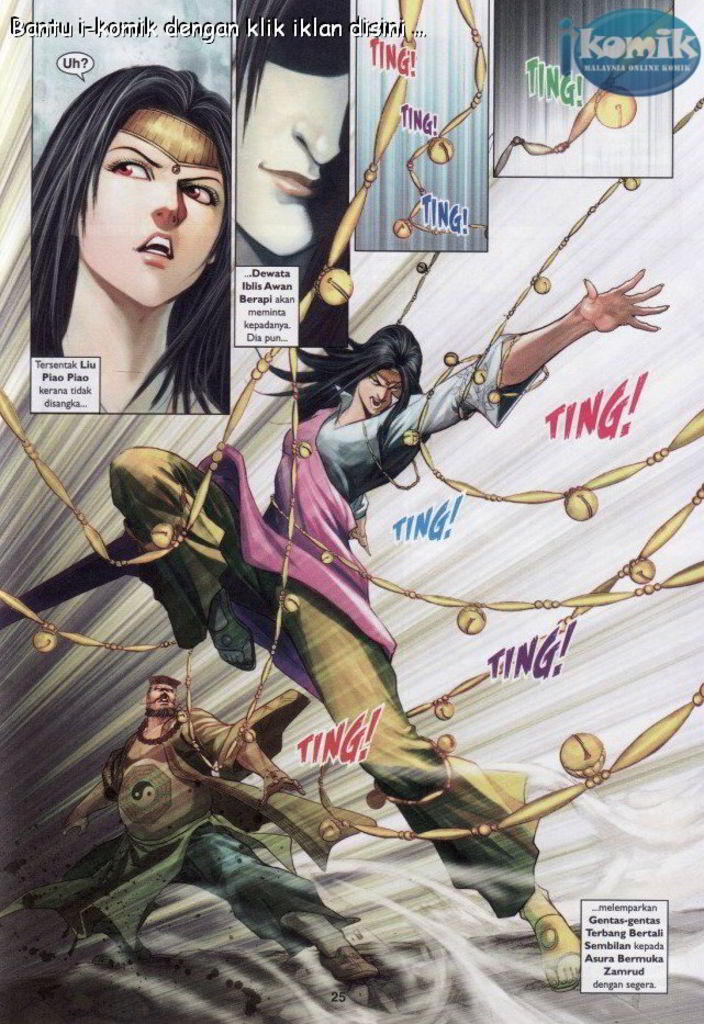 Bantu i-komik dengan klik iklan disini ...
ikomik
MALAYSIA ONLINE KOMIK
Uh?
Tersentak Liu
Piao Piao
kerana tidak
disangka...
...Dewata
Iblis Awan
Berapi akan
meminta
kepadanya.
Dia pun...
TING!
TING!
TING!
TING!
TING!
TING!
TING!
TING!
...melemparkan
Gentas-gentas
Terbang Bertali
Sembilan kepada
Asura Bermuka
Zamrud
dengan segera.
25